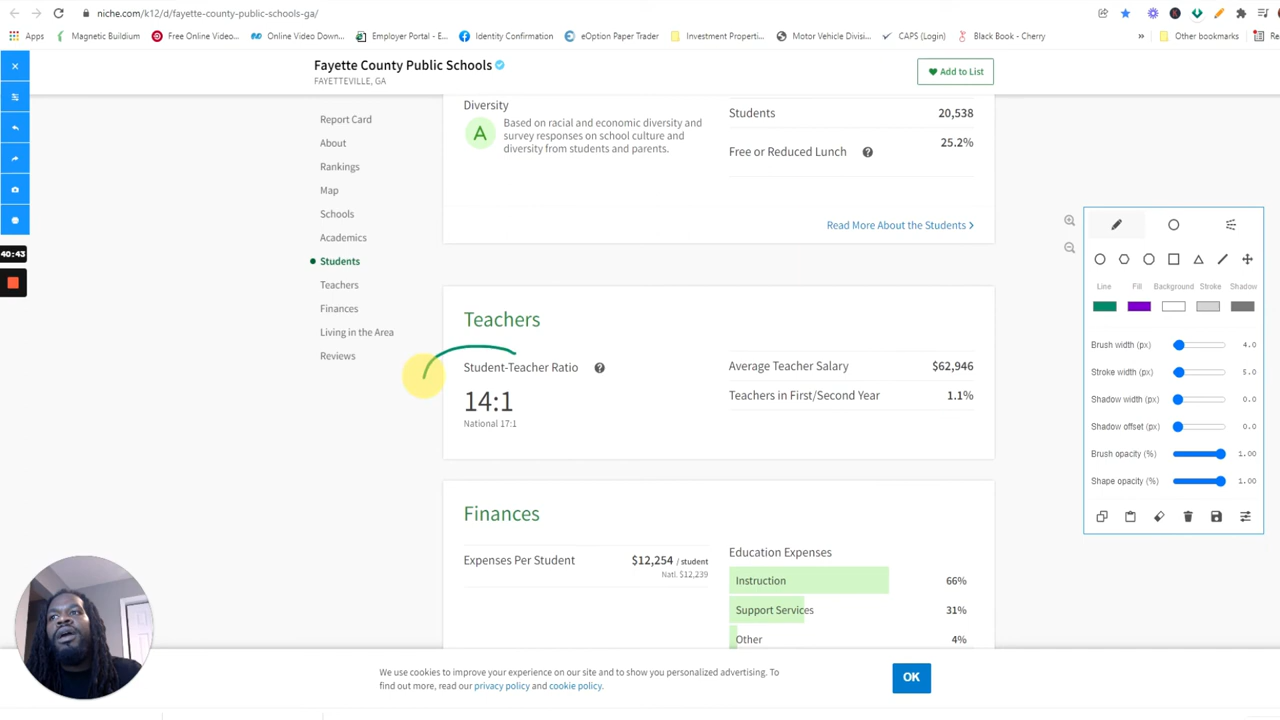 niche.com/k12/d/fayette-county-public-schools-ga/
Apps
Magnetic Buildium
Free Online Video...
Online Video Down...
Employer Portal - E...
Identity Confirmation
eOption Paper Trader
Investment Properti...
Motor Vehicle Divisi...
CAPS (Login)
Black Book - Cherry
»
Other bookmarks
Fayette County Public Schools
FAYETTEVILLE, GA
Add to List
Report Card
About
Rankings
Map
Schools
Academics
Students
Teachers
Finances
Living in the Area
Reviews
40:43
Diversity
A
Based on racial and economic diversity and
survey responses on school culture and
diversity from students and parents.
Students 20,538
Free or Reduced Lunch ? 25.2%
Read More About the Students
Teachers
Student-Teacher Ratio ?
14:1
National 17:1
Average Teacher Salary $62,946
Teachers in First/Second Year 1.1%
Finances
Expenses Per Student $12,254 / student
Natl. $12,239
Education Expenses
Instruction 66%
Support Services 31%
Other 4%
Line Fill Background Stroke Shadow
Brush width (px) 4.0
Stroke width (px) 5.0
Shadow width (px) 0.0
Shadow offset (px) 0.0
Brush opacity (%) 1.00
Shape opacity (%) 1.00
We use cookies to improve your experience on our site and to show you personalized advertising. To
find out more, read our privacy policy and cookie policy.
OK